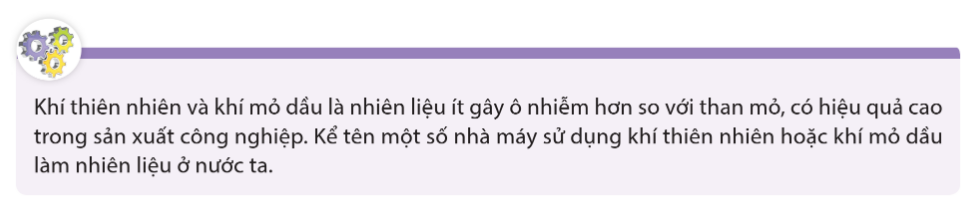 Khí thiên nhiên và khí mỏ dầu là nhiên liệu ít gây ô nhiễm hơn so với than mỏ, có hiệu quả cao
trong sản xuất công nghiệp. Kể tên một số nhà máy sử dụng khí thiên nhiên hoặc khí mỏ dầu
làm nhiên liệu ở nước ta.